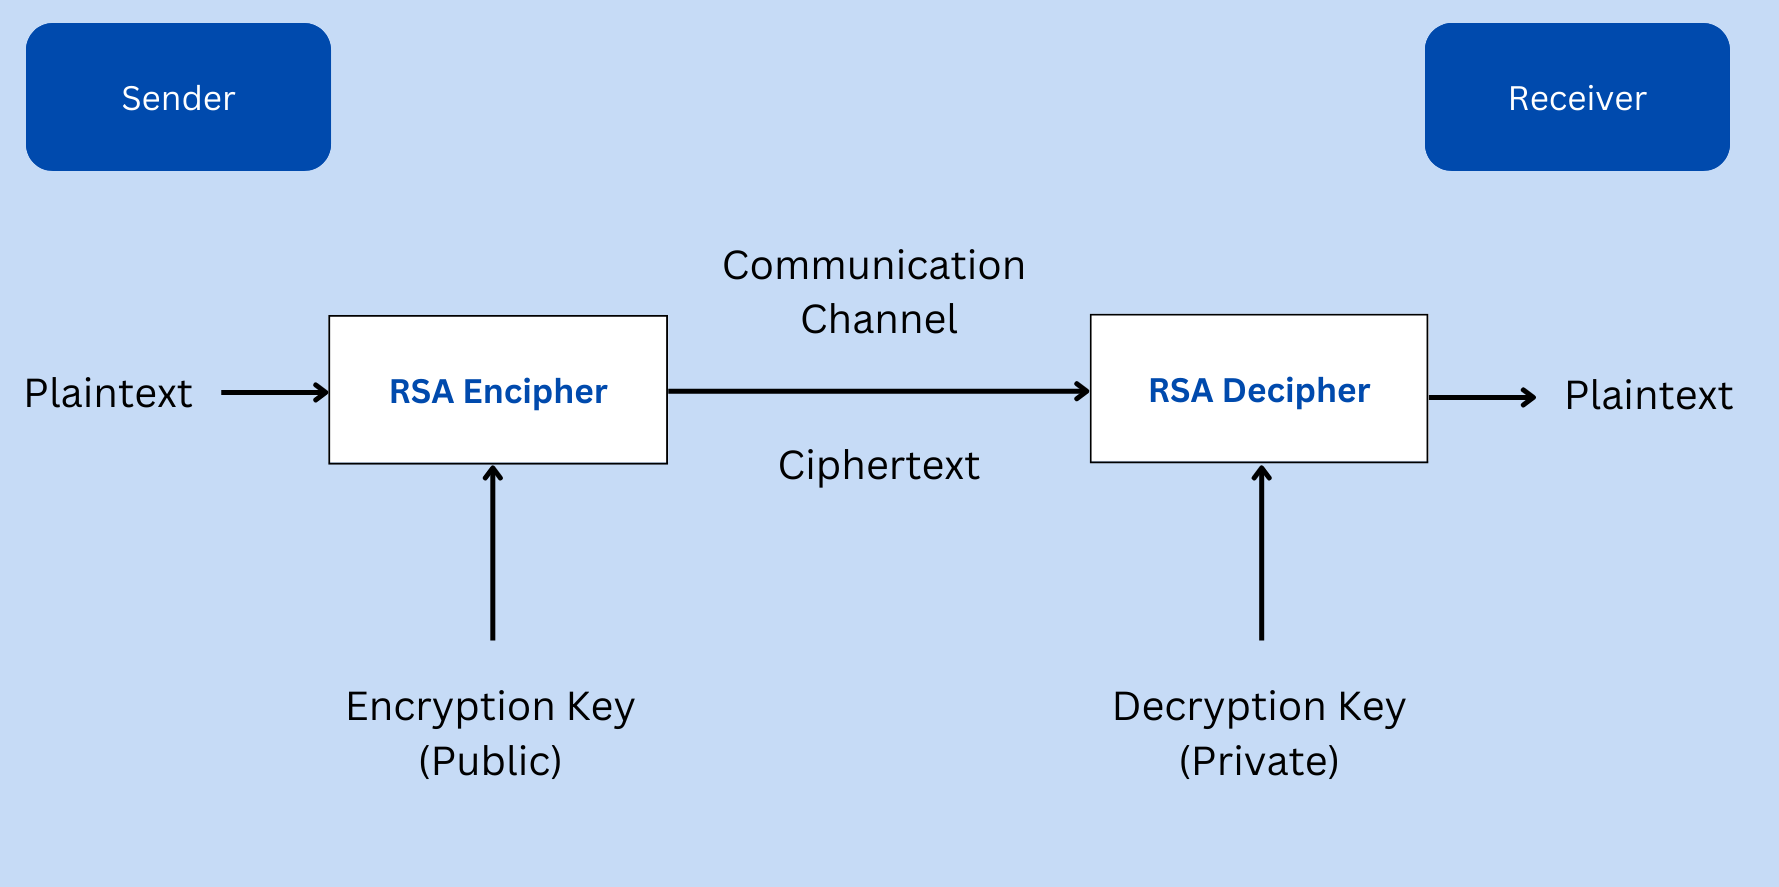 Sender
Receiver
Communication
Channel
Plaintext
RSA Encipher
RSA Decipher
Plaintext
Ciphertext
Encryption Key
(Public)
Decryption Key
(Private)